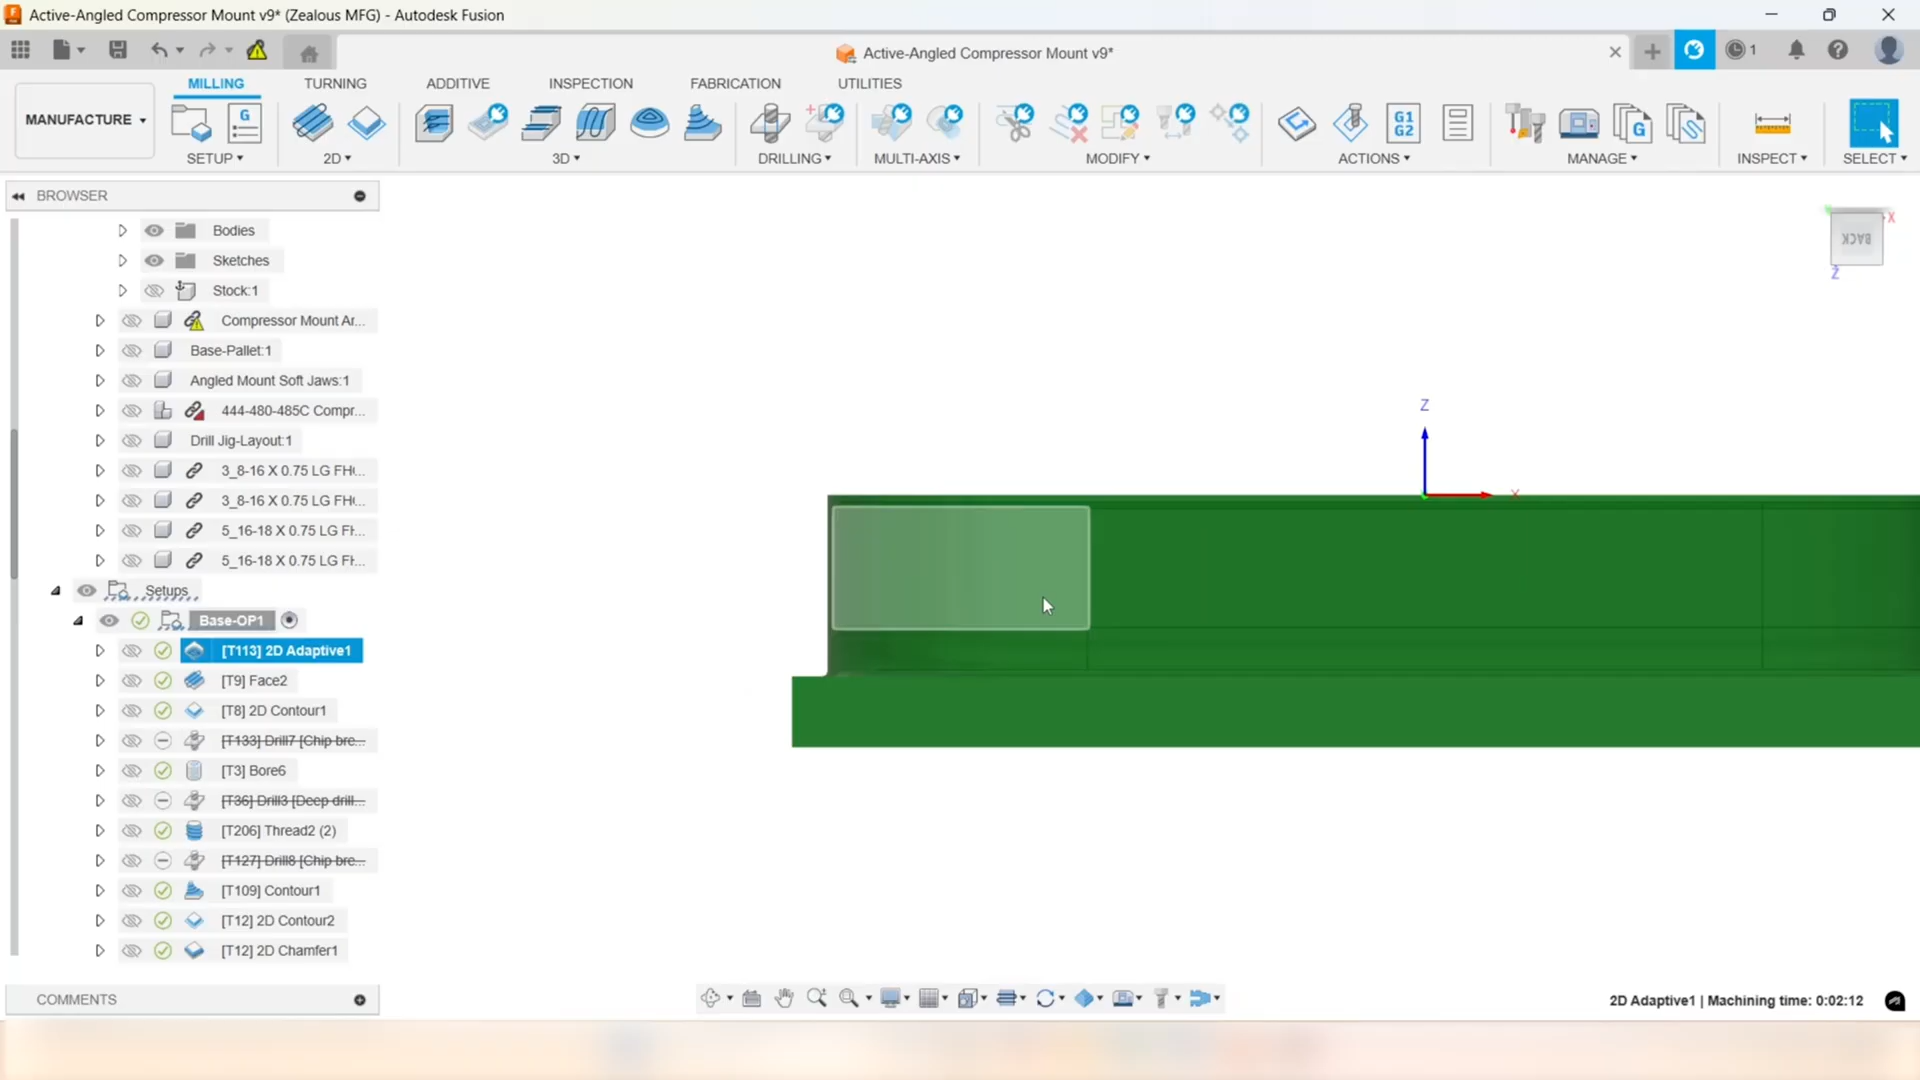 Active-Angled Compressor Mount v9* (Zealous MFG) - Autodesk Fusion
Active-Angled Compressor Mount v9*
1
MILLING TURNING ADDITIVE INSPECTION FABRICATION UTILITIES
MANUFACTURE
SETUP 2D 3D DRILLING MULTI-AXIS MODIFY ACTIONS MANAGE INSPECT SELECT
G
G1
G2
G
BROWSER
Bodies
Sketches
Stock:1
Compressor Mount Ar...
Base-Pallet:1
Angled Mount Soft Jaws:1
444-480-485C Compr...
Drill Jig-Layout:1
3_8-16 X 0.75 LG FH(...
3_8-16 X 0.75 LG FH(...
5_16-18 X 0.75 LG Fl...
5_16-18 X 0.75 LG Fl...
Setups
Base-OP1
[T113] 2D Adaptive1
[T9] Face2
[T8] 2D Contour1
[T133] Drill7 [Chip bre...
[T3] Bore6
[T36] Drill3 [Deep drill...
[T206] Thread2 (2)
[T127] Drill8 [Chip bre...
[T109] Contour1
[T12] 2D Contour2
[T12] 2D Chamfer1
COMMENTS
X
BACK
Z
Z
X
2D Adaptive1 | Machining time: 0:02:12